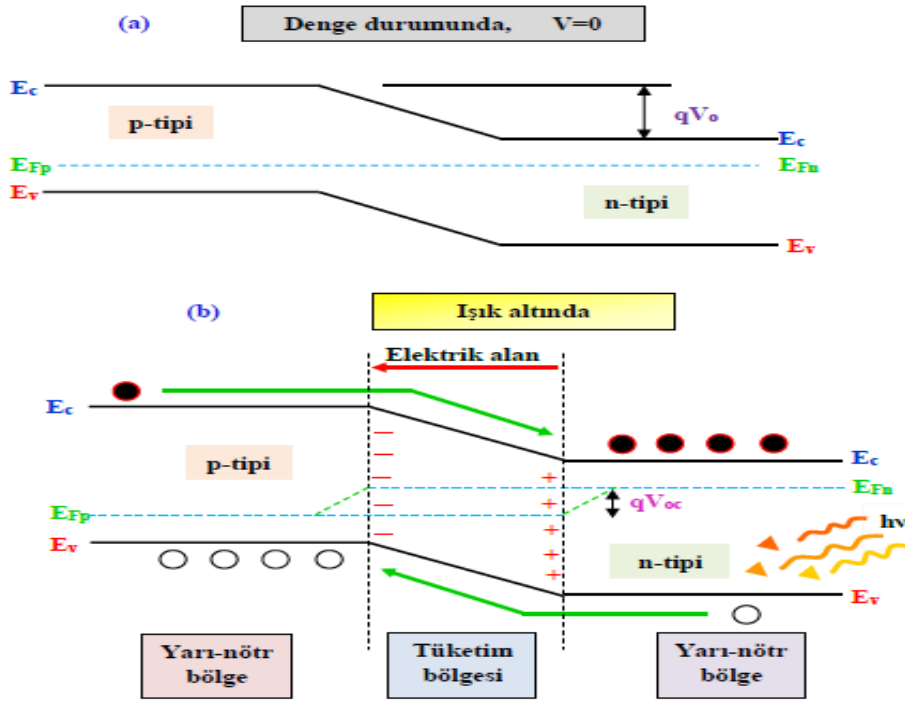 (a)
Denge durumunda, V=0
Ec
p-tipi
qVo
Ec
EFp
EFn
Ev
n-tipi
Ev
(b)
Işık altında
Elektrik alan
Ec
p-tipi
Ec
EFn
qVoc
EFp
hv
Ev
n-tipi
Ev
Yarı-nötr
bölge
Tüketim
bölgesi
Yarı-nötr
bölge